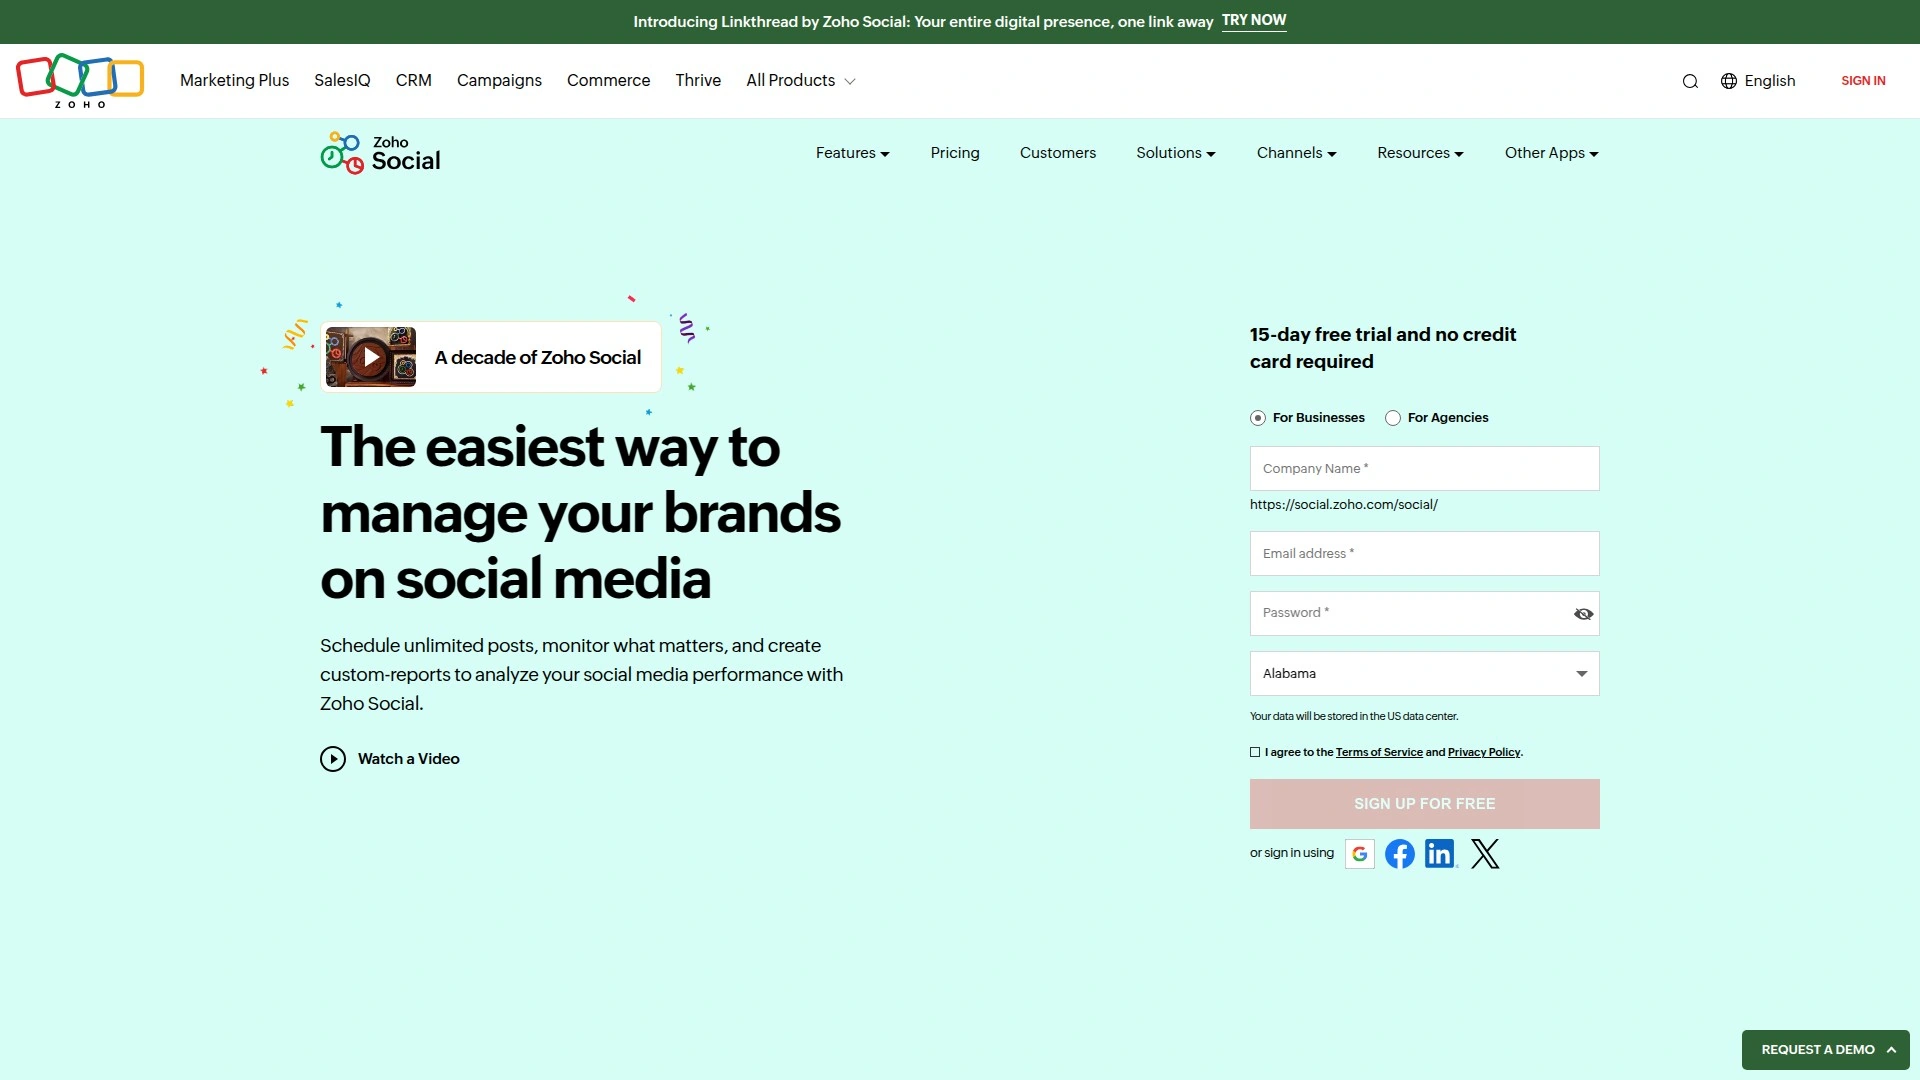 Introducing Linkthread by Zoho Social: Your entire digital presence, one link away TRY NOW
ZOHO
Marketing Plus SalesIQ CRM Campaigns Commerce Thrive All Products English SIGN IN
Zoho
Social
Features Pricing Customers Solutions Channels Resources Other Apps
A decade of Zoho Social
The easiest way to
manage your brands
on social media
Schedule unlimited posts, monitor what matters, and create
custom-reports to analyze your social media performance with
Zoho Social.
Watch a Video
15-day free trial and no credit
card required
For Businesses For Agencies
Company Name *
https://social.zoho.com/social/
Email address *
Password *
Alabama
Your data will be stored in the US data center.
I agree to the Terms of Service and Privacy Policy.
SIGN UP FOR FREE
or sign in using
REQUEST A DEMO